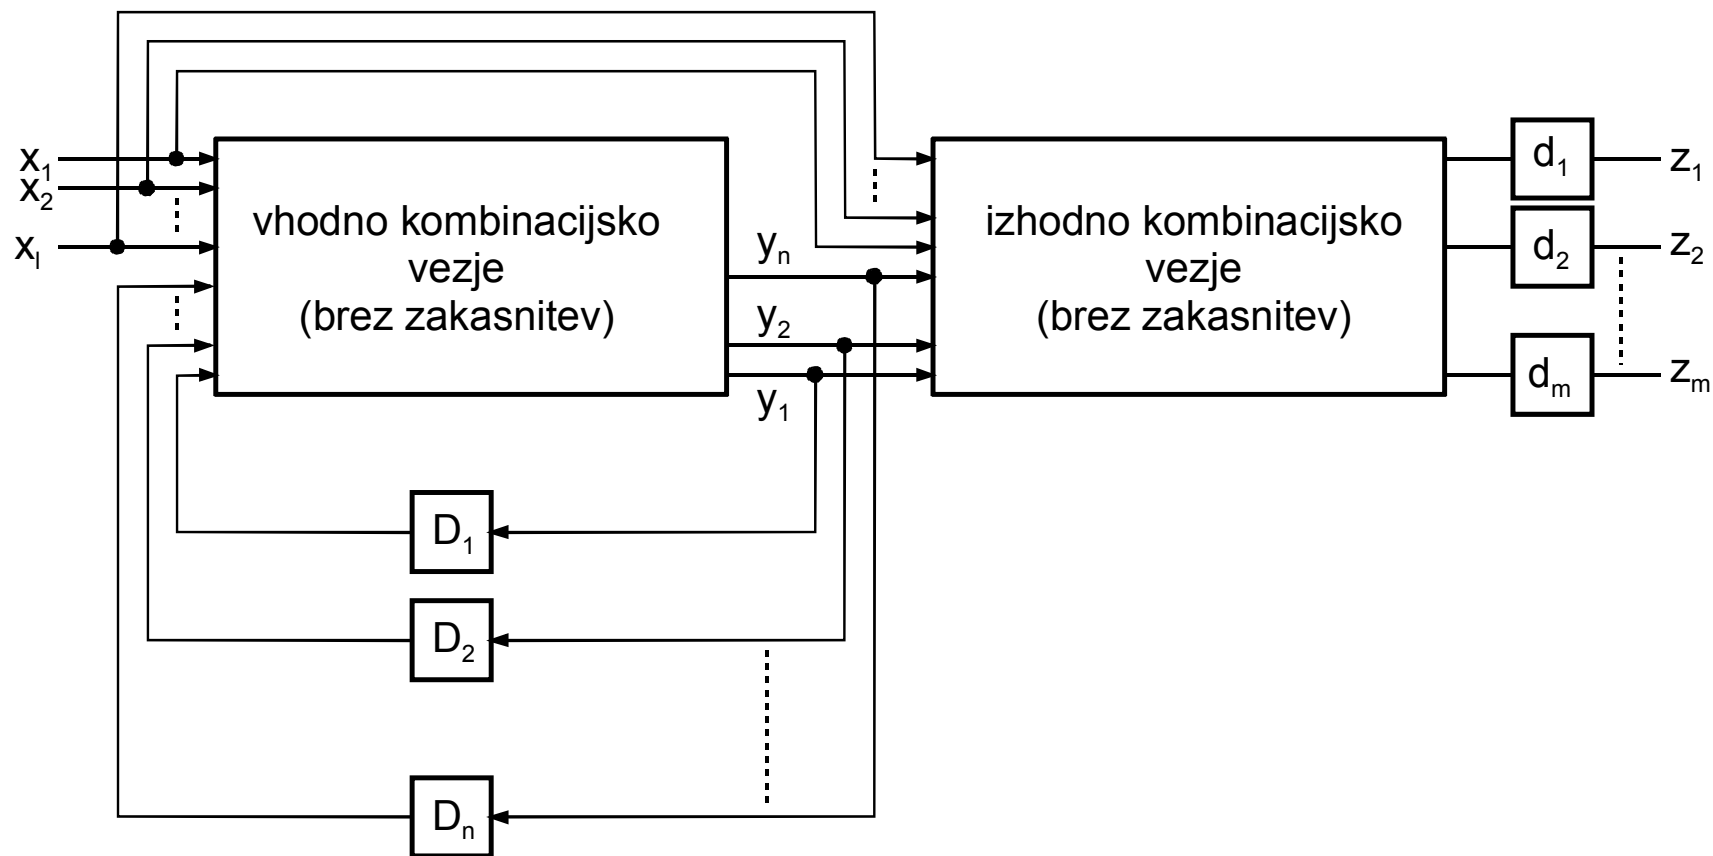 x1
x2
xl
vhodno kombinacijsko
vezje
(brez zakasnitev)
yn
y2
y1
izhodno kombinacijsko
vezje
(brez zakasnitev)
d1
z1
d2
z2
dm
zm
D1
D2
Dn